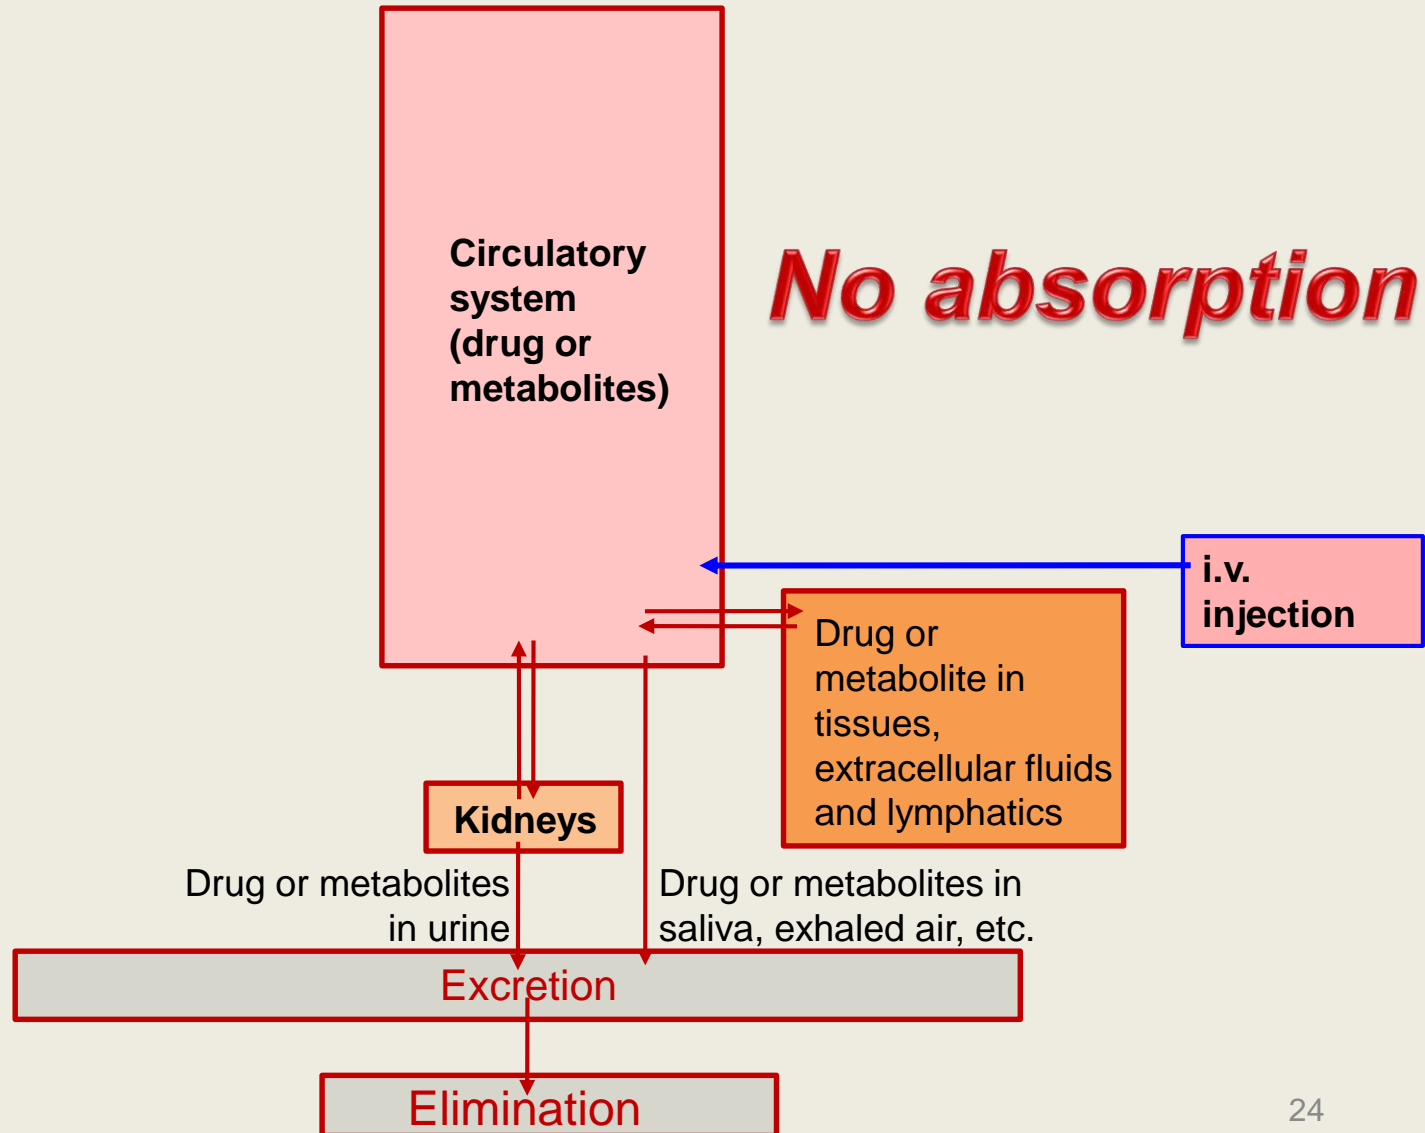 Circulatory
system
(drug or
metabolites)
No absorption
i.v.
injection
Drug or
metabolite in
tissues,
extracellular fluids
and lymphatics
Kidneys
Drug or metabolites
in urine
Drug or metabolites in
saliva, exhaled air, etc.
Excretion
Elimination
24